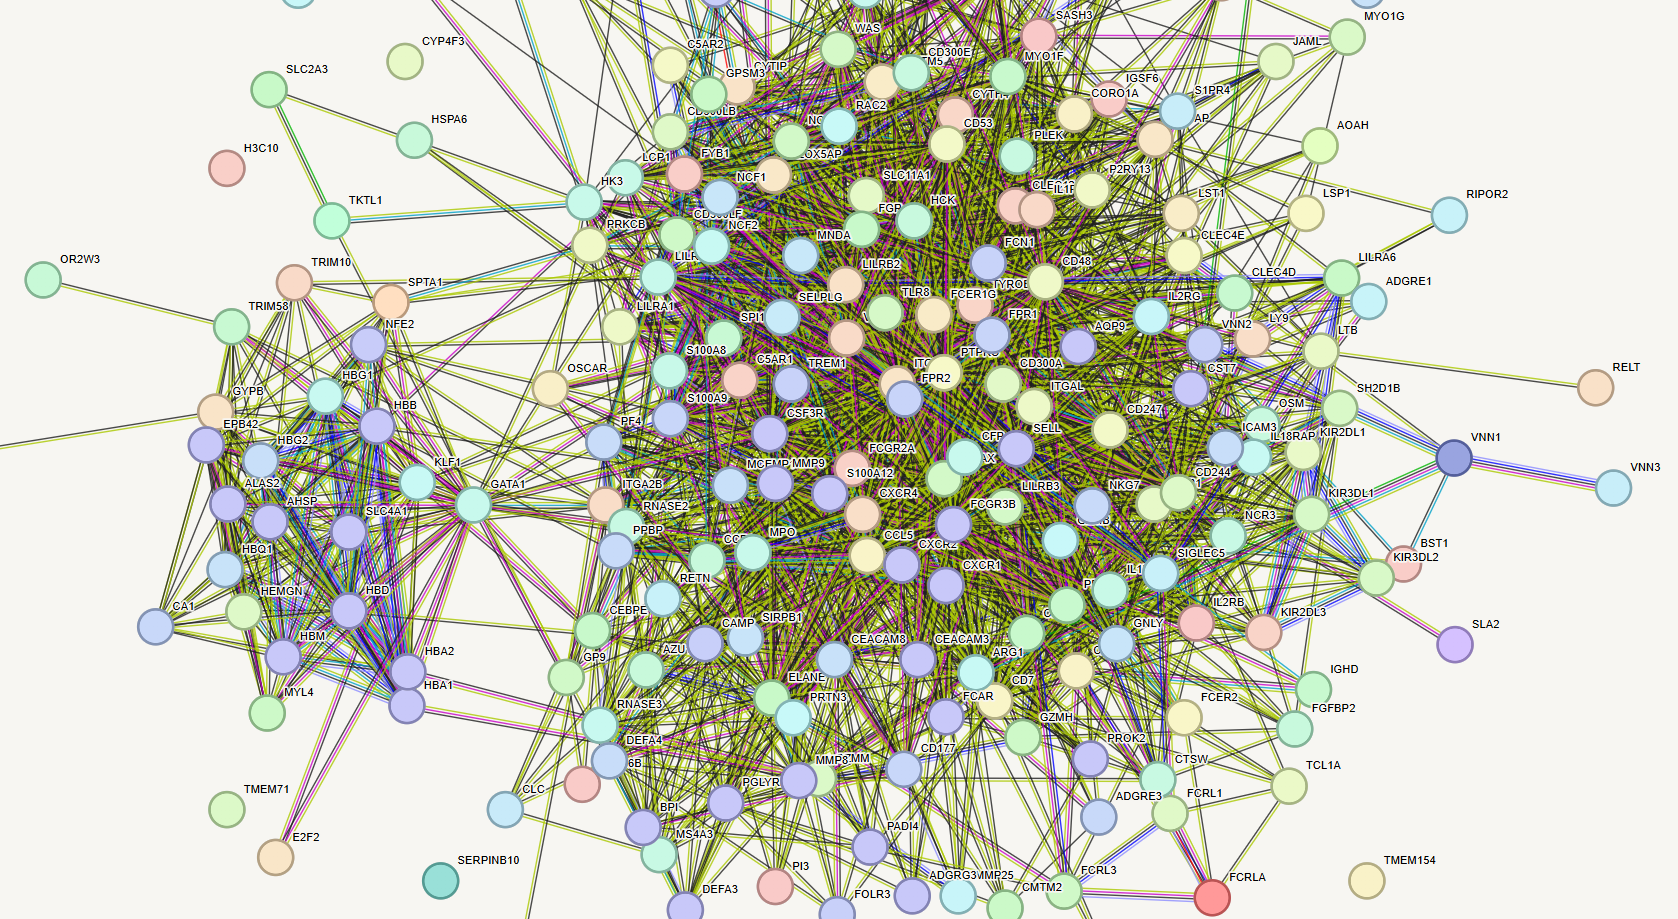 MYO1G
SASH3
WAS
C5AR2
CD300E
CYP4F3
JAML
MYO1F
GPSM3
SLC2A3
IGSF6
S1PR4
CORO1A
RAC2
HSPA6
CD53
AOAH
PLEK
H3C10
LCP1
FYB1
P2RY13
NCF1
SLC11A1
HK3
LST1
LSP1
RIPOR2
HCK
TKTL1
PRKCB
NCF2
MNDA
CLEC4E
FCN1
OR2W3
TRIM10
LILRB2
CD48
LILRA6
CLEC4D
SPTA1
ADGRE1
FCER1G
TLR8
SELPLG
IL2RG
LILRA1
TRIM58
FPR1
SPI1
LY9
NFE2
VNN2
AQP9
LTB
S100A8
C5AR1
TREM1
CD300A
OSCAR
CST7
RELT
HBG1
FPR2
ITGAL
SH2D1B
GYPB
S100A9
OSM
HBB
CD247
CSF3R
PF4
EPB42
SELL
ICAM3
KIR2DL1
IL18RAP
VNN1
HBG2
FCGR2A
KLF1
MMP9
VNN3
S100A12
CD244
ALAS2
GATA1
ITGA2B
LILRB3
NKG7
KIR3DL1
CXCR4
AHSP
RNASE2
FCGR3B
SLC4A1
NCR3
PPBP
MPO
CCL5
BST1
HBQ1
CXCR2
SIGLEC5
KIR3DL2
CXCR1
RETN
HBD
HEMGN
IL2RB
CA1
CEBPE
KIR2DL3
SIRPB1
CAMP
GNLY
SLA2
HBM
CEACAM8
CEACAM3
HBA2
GP9
ARG1
IGHD
ELANE
CD7
HBA1
MYL4
PRTN3
FCAR
FCER2
FGFBP2
RNASE3
GZMH
DEFA4
CD177
PROK2
6B
MMP8
CTSW
TCL1A
TMEM71
CLC
FCRL1
ADGRE3
BPI
PADI4
E2F2
MS4A3
SERPINB10
TMEM154
PI3
FCRL3
ADGRG3
MMP25
FCRLA
DEFA3
FOLR3
CMTM2